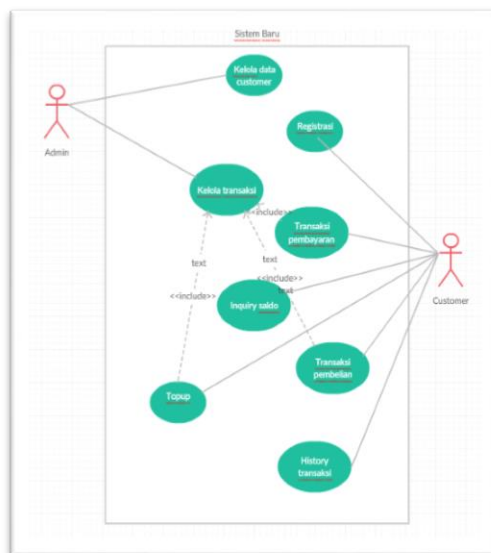 Sistem Baru
Kelola data
customer
Admin
Registrasi
Kelola transaksi
<<include>>
Transaksi
pembayaran
text
text
<<include>>
text
<<include>>
Customer
Inquiry saldo
Transaksi
pembelian
Topup
History
transaksi